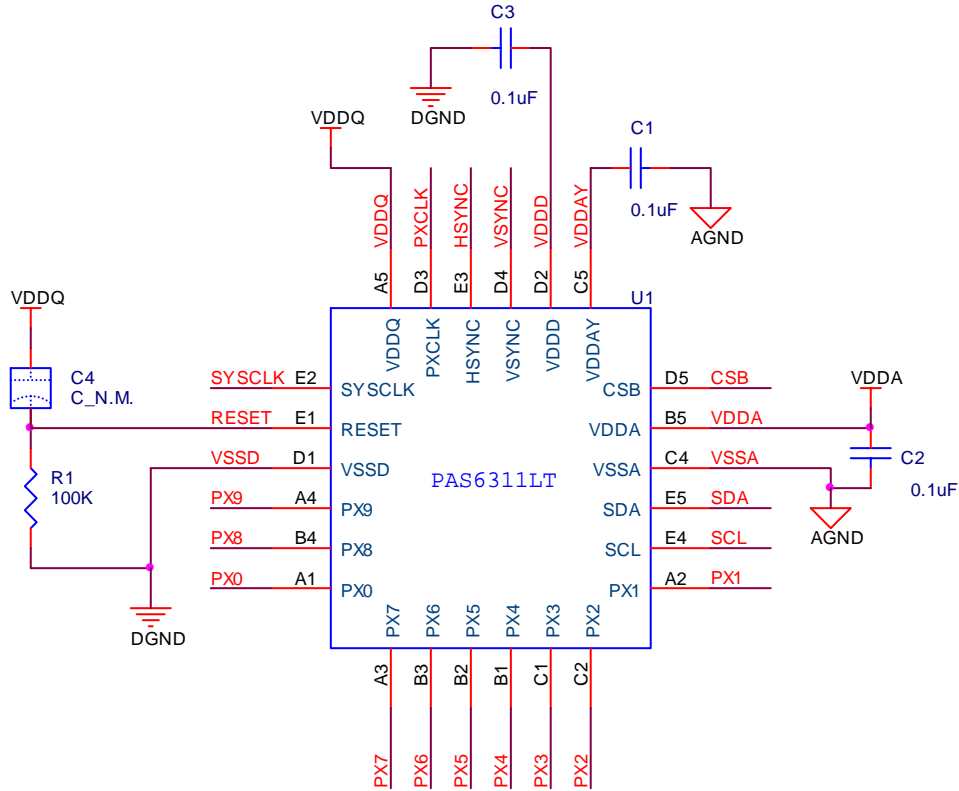 C3
0.1uF
DGND
VDDQ
C1
0.1uF
AGND
VDDQ
PXCLK
HSYNC
VSYNC
VDDD
VDDAY
A5
D3
E3
D4
D2
C5
U1
VDDQ
PXCLK
HSYNC
VSYNC
VDDD
VDDAY
VDDQ
C4
C_N.M.
R1
100K
SYSCLK E2 SYSCLK
RESET E1 RESET
VSSD D1 VSSD
PX9 A4 PX9
PX8 B4 PX8
PX0 A1 PX0
DGND
PAS6311LT
CSB D5 CSB
VDDA B5 VDDA
VSSA C4 VSSA
SDA E5 SDA
SCL E4 SCL
PX1 A2 PX1
VDDA
C2
0.1uF
AGND
PX7
PX6
PX5
PX4
PX3
PX2
A3
B3
B2
B1
C1
C2
PX7
PX6
PX5
PX4
PX3
PX2